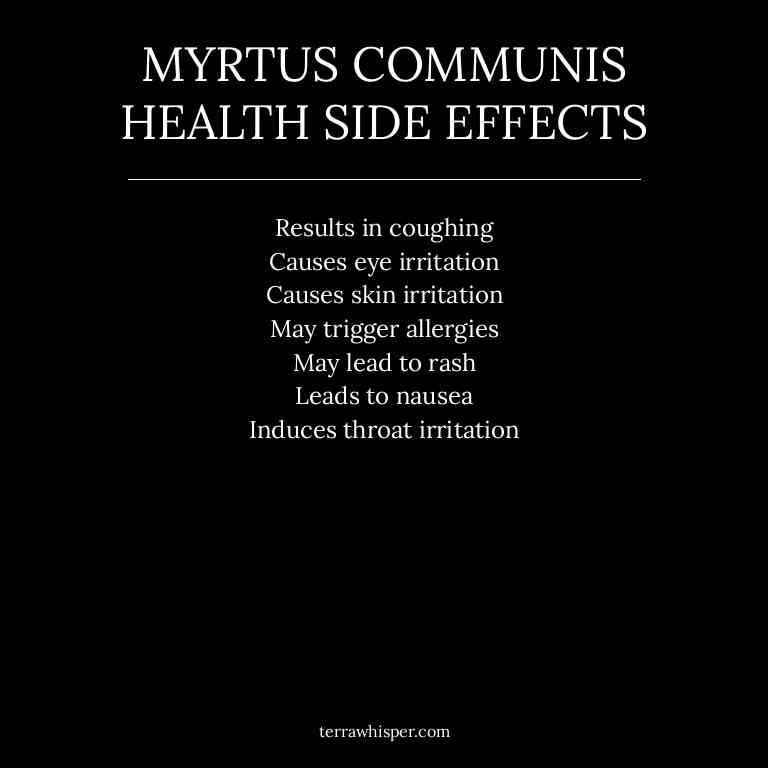 MYRTUS COMMUNIS
HEALTH SIDE EFFECTS
Results in coughing
Causes eye irritation
Causes skin irritation
May trigger allergies
May lead to rash
Leads to nausea
Induces throat irritation
terrawhisper.com